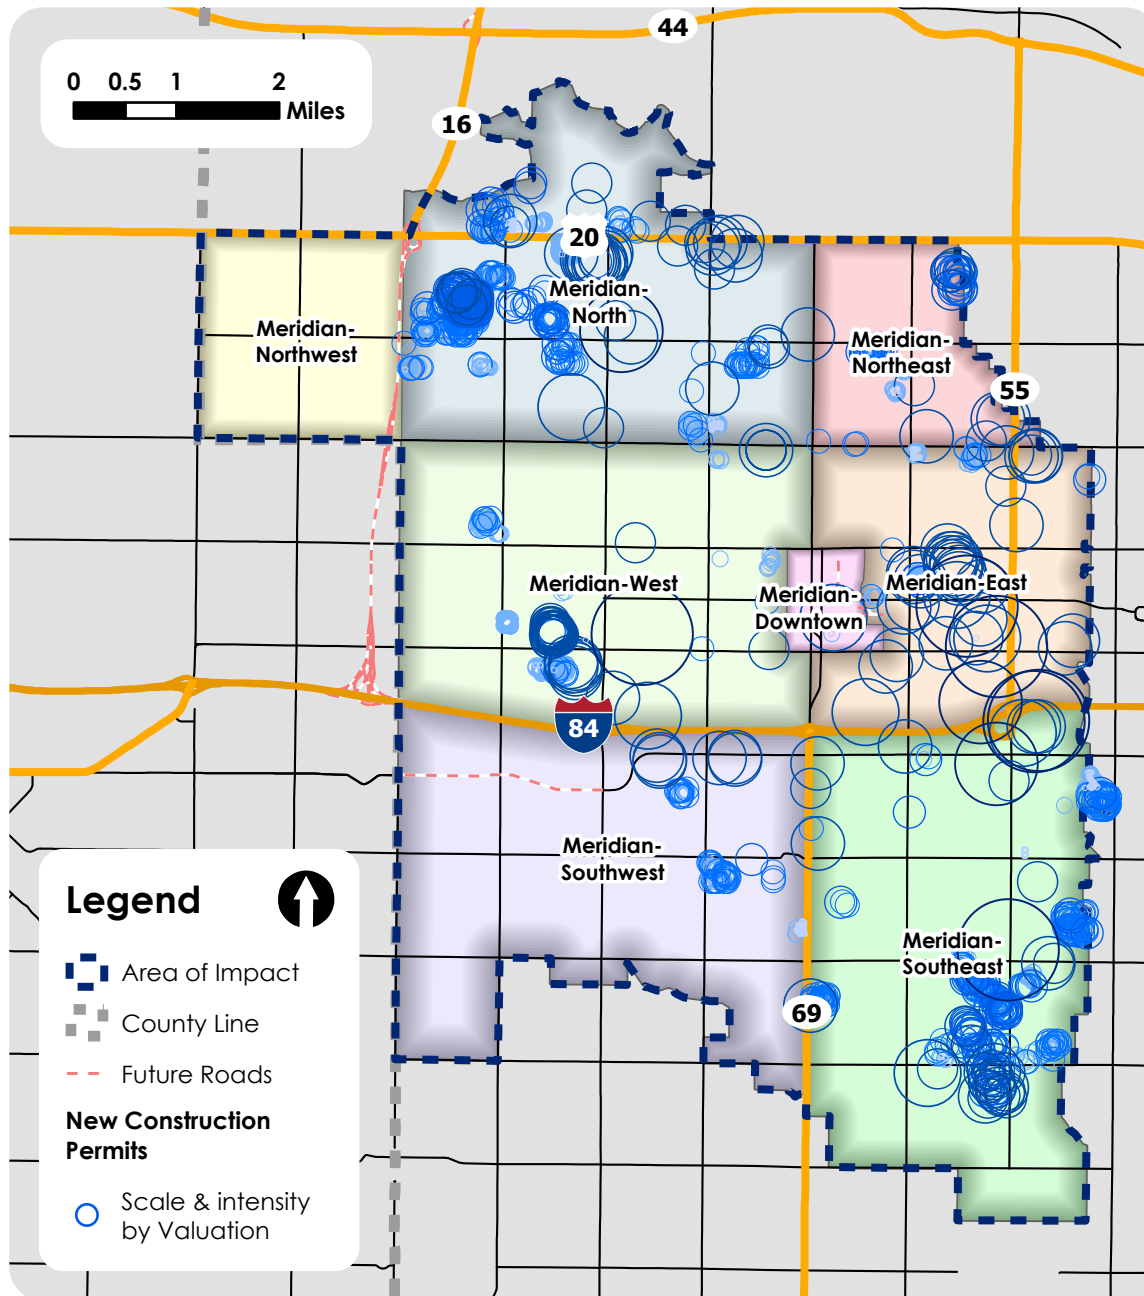 44
0 0.5 1 2
Miles
16
20
Meridian-
North
Meridian-
Northwest
Meridian-
Northeast
55
Meridian-West
Meridian-East
Meridian-
Downtown
84
Meridian-
Southwest
Meridian-
Southeast
69
Legend
Area of Impact
County Line
Future Roads
New Construction
Permits
Scale & intensity
by Valuation